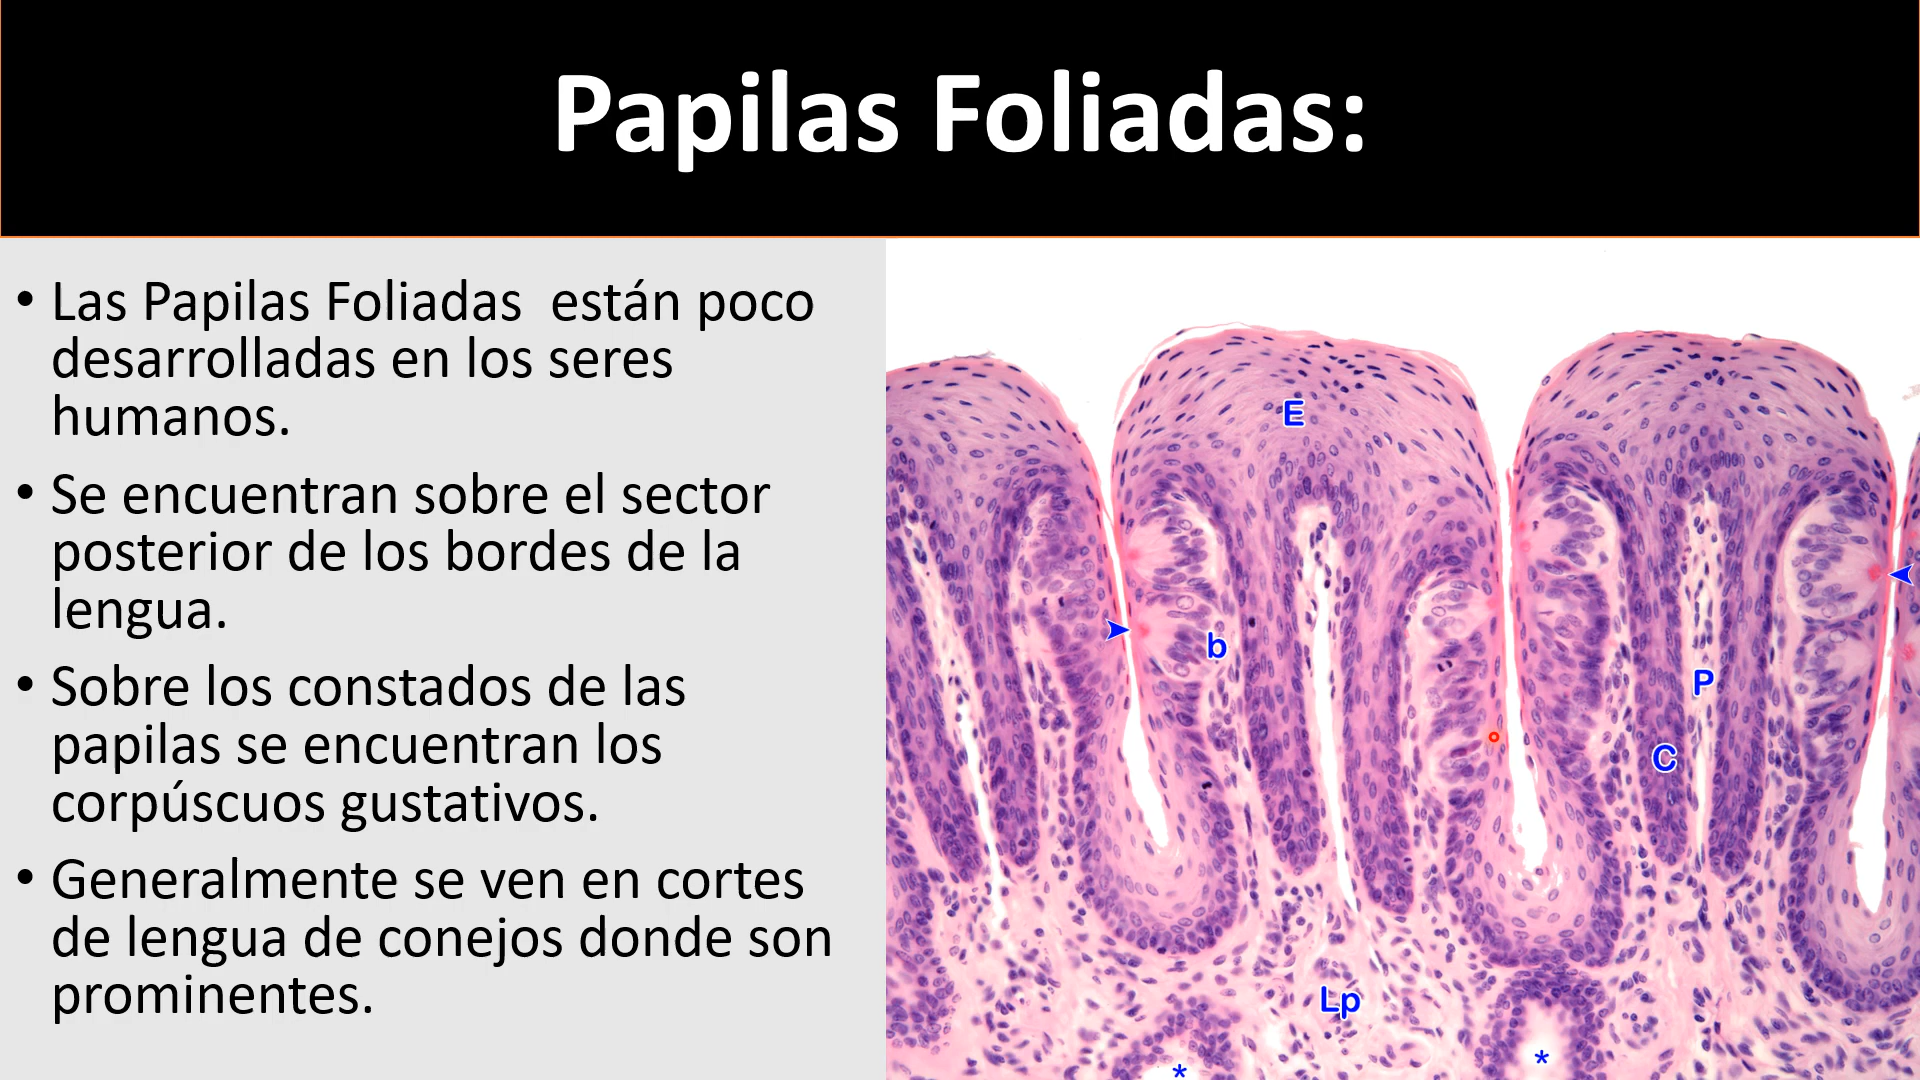 Papilas Foliadas:
• Las Papilas Foliadas  están poco
desarrolladas en los seres
humanos.
• Se encuentran sobre el sector
posterior de los bordes de la
lengua.
• Sobre los constados de las
papilas se encuentran los
corpúscuos gustativos.
• Generalmente se ven en cortes
de lengua de conejos donde son
prominentes.
E
b
P
C
Lp
*
*